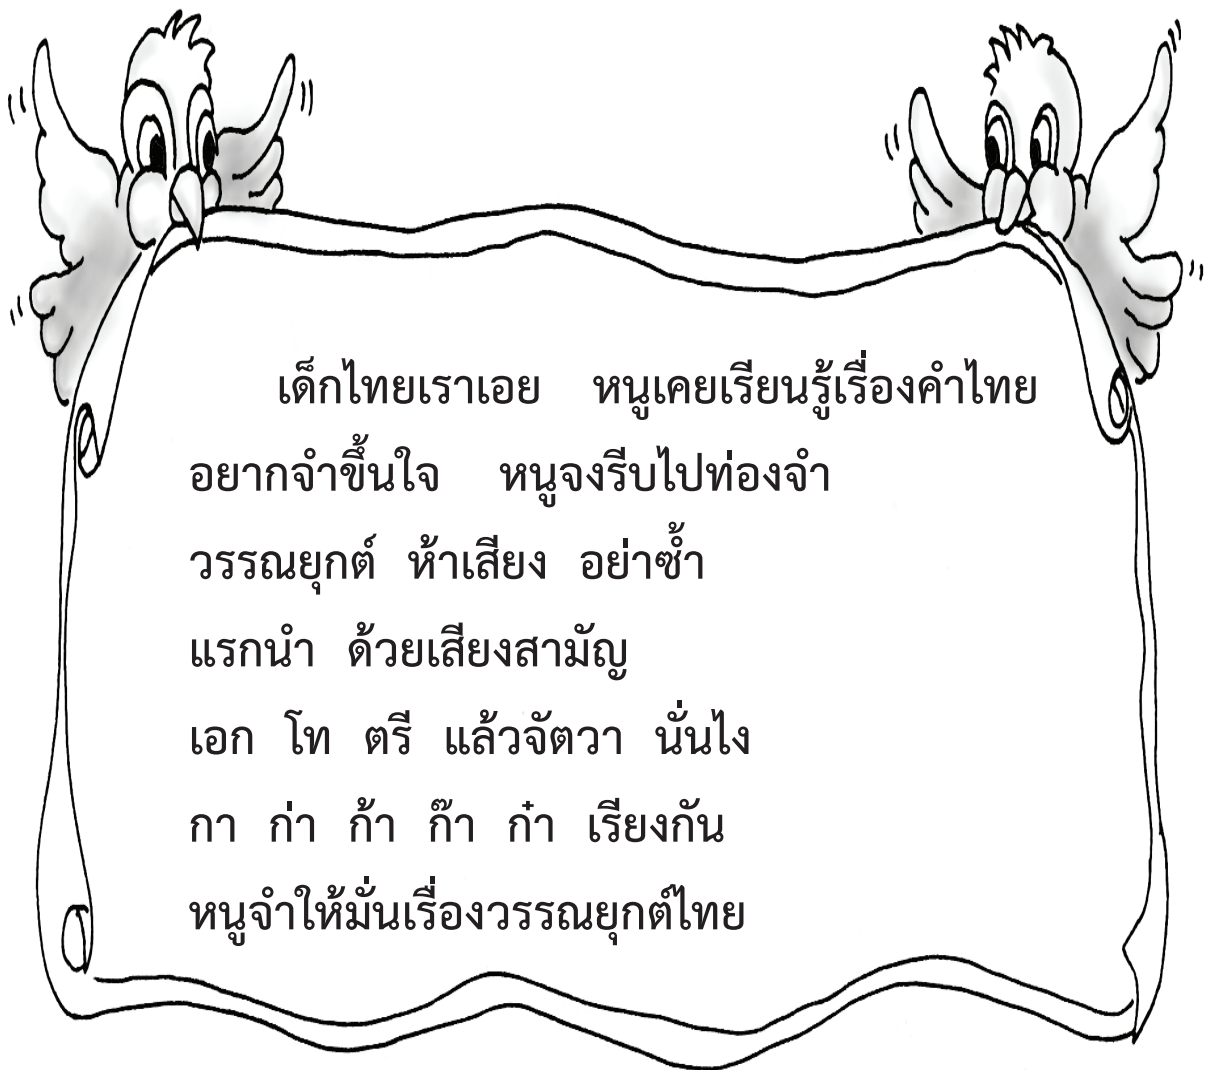 เด็กไทยเราเอย หนูเคยเรียนรู้เรื่องคำไทย
อยากจำขึ้นใจ หนูจงรีบไปท่องจำ
วรรณยุกต์ ห้าเสียง อย่าซ้ำ
แรกนำ ด้วยเสียงสามัญ
เอก โท ตรี แล้วจัตวา นั่นไง
กา ก่า ก้า ก๊า ก๋า เรียงกัน
หนูจำให้มั่นเรื่องวรรณยุกต์ไทย